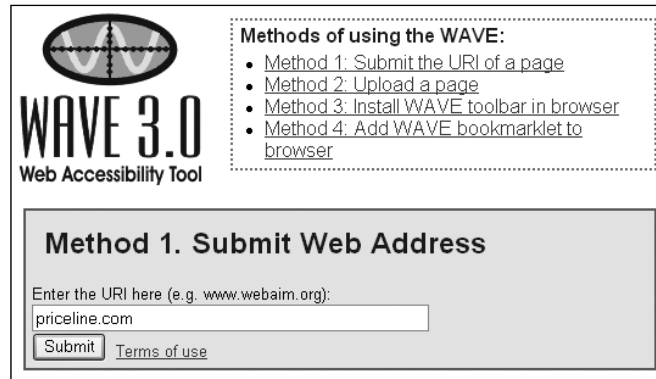 WAVE 3.0
Web Accessibility Tool
Methods of using the WAVE:
• Method 1: Submit the URI of a page
• Method 2: Upload a page
• Method 3: Install WAVE toolbar in browser
• Method 4: Add WAVE bookmarklet to
browser
Method 1. Submit Web Address
Enter the URI here (e.g. www.webaim.org):
priceline.com
Submit Terms of use